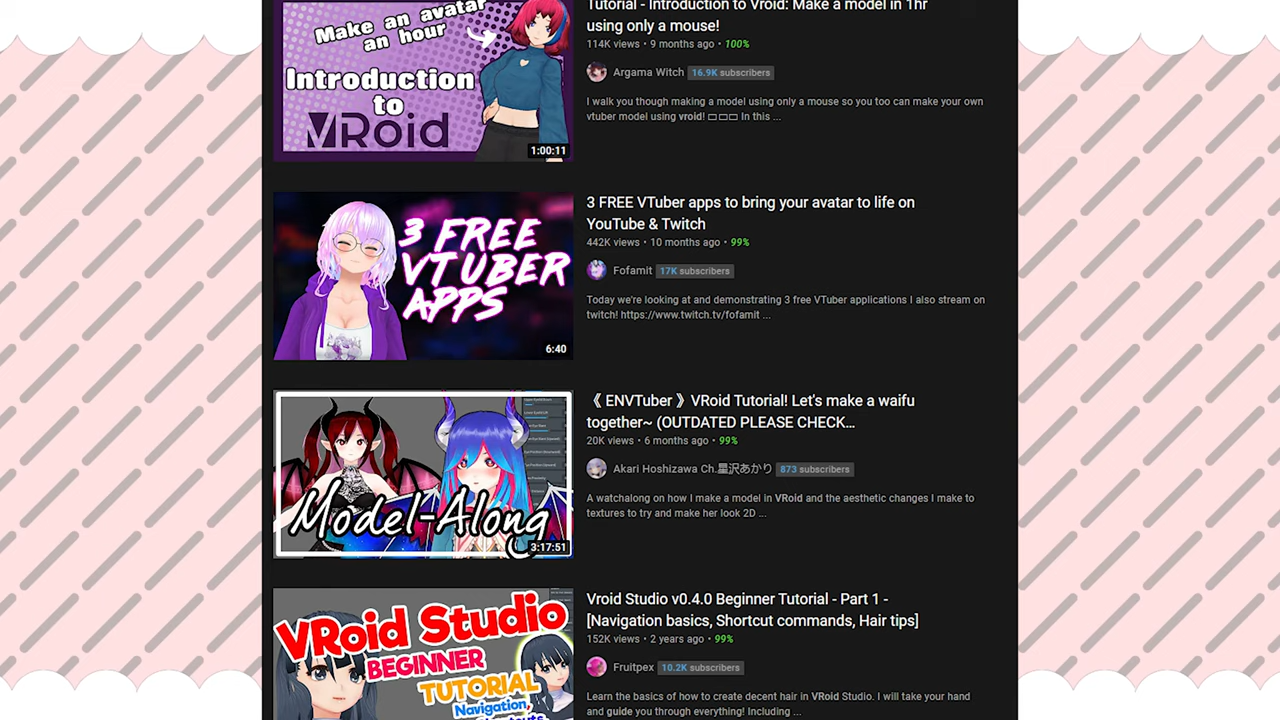 Make an avatar
an hour
Introduction
to
VRoid
1:00:11
Tutorial - Introduction to Vroid: Make a model in 1hr
using only a mouse!
114K views • 9 months ago • 100%
Argama Witch 16.9K subscribers
I walk you though making a model using only a mouse so you too can make your own
vtuber model using vroid! □□□ In this ...
3 FREE
VTUBER
APPS
6:40
3 FREE VTuber apps to bring your avatar to life on
YouTube & Twitch
442K views • 10 months ago • 99%
Fofamit 17K subscribers
Today we're looking at and demonstrating 3 free VTuber applications I also stream on
twitch! https://www.twitch.tv/fofamit ...
Model-Along
3:17:51
《 ENVTuber 》VRoid Tutorial! Let's make a waifu
together~ (OUTDATED PLEASE CHECK...
20K views • 6 months ago • 99%
Akari Hoshizawa Ch.星沢あかり 873 subscribers
A watchalong on how I make a model in VRoid and the aesthetic changes I make to
textures to try and make her look 2D ...
VRoid Studio
BEGINNER
TUTORIAL
Navigation,
Vroid Studio v0.4.0 Beginner Tutorial - Part 1 -
[Navigation basics, Shortcut commands, Hair tips]
152K views • 2 years ago • 99%
Fruitpex 10.2K subscribers
Learn the basics of how to create decent hair in VRoid Studio. I will take your hand
and guide you through everything! Including ...